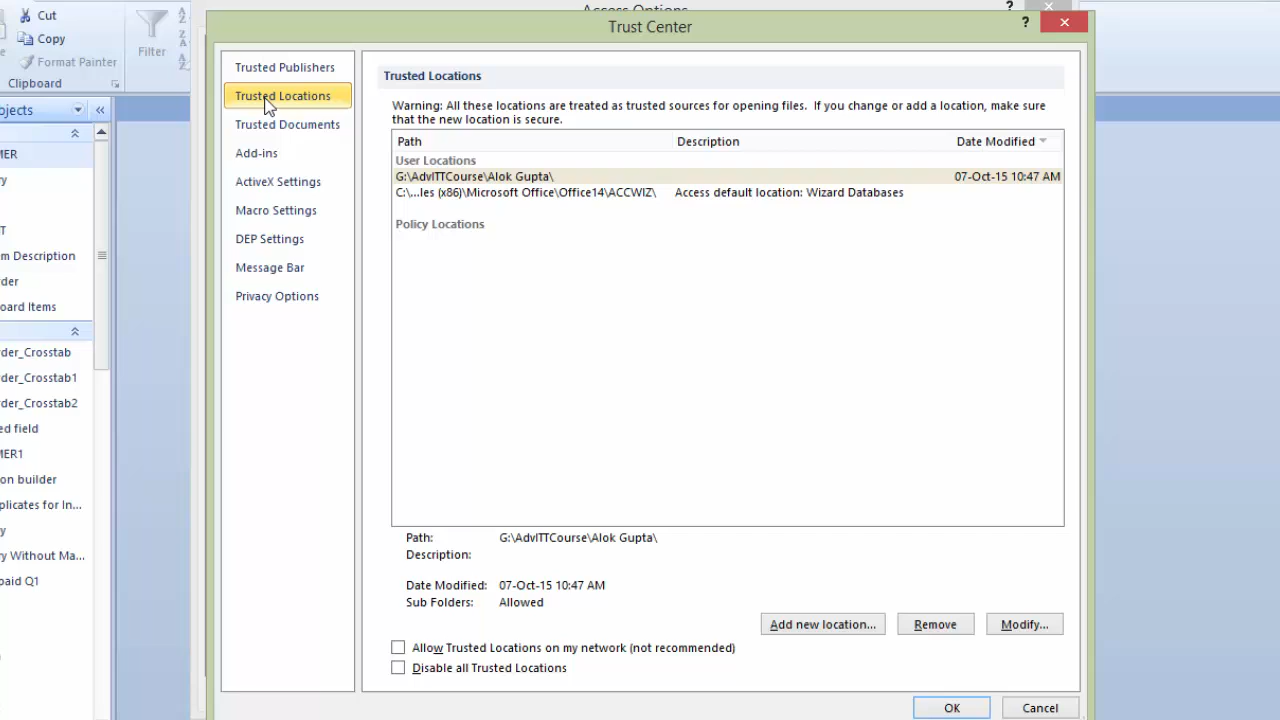 Access Options
?
Cut
Copy
Format Painter
Clipboard
Filter
Trust Center
?
ojects
MER
ry
T
m Description
rder
board Items
der_Crosstab
der_Crosstab1
der_Crosstab2
ed field
MER1
on builder
plicates for In...
y
ry Without Ma...
paid Q1
Trusted Publishers
Trusted Locations
Trusted Documents
Add-ins
ActiveX Settings
Macro Settings
DEP Settings
Message Bar
Privacy Options
Trusted Locations
Warning: All these locations are treated as trusted sources for opening files. If you change or add a location, make sure
that the new location is secure.
Path Description Date Modified
User Locations
G:\AdvITTCourse\Alok Gupta\ 07-Oct-15 10:47 AM
C:\...les (x86)\Microsoft Office\Office14\ACCWIZ\ Access default location: Wizard Databases
Policy Locations
Path: G:\AdvITTCourse\Alok Gupta\
Description:
Date Modified: 07-Oct-15 10:47 AM
Sub Folders: Allowed
Add new location... Remove Modify...
Allow Trusted Locations on my network (not recommended)
Disable all Trusted Locations
OK Cancel